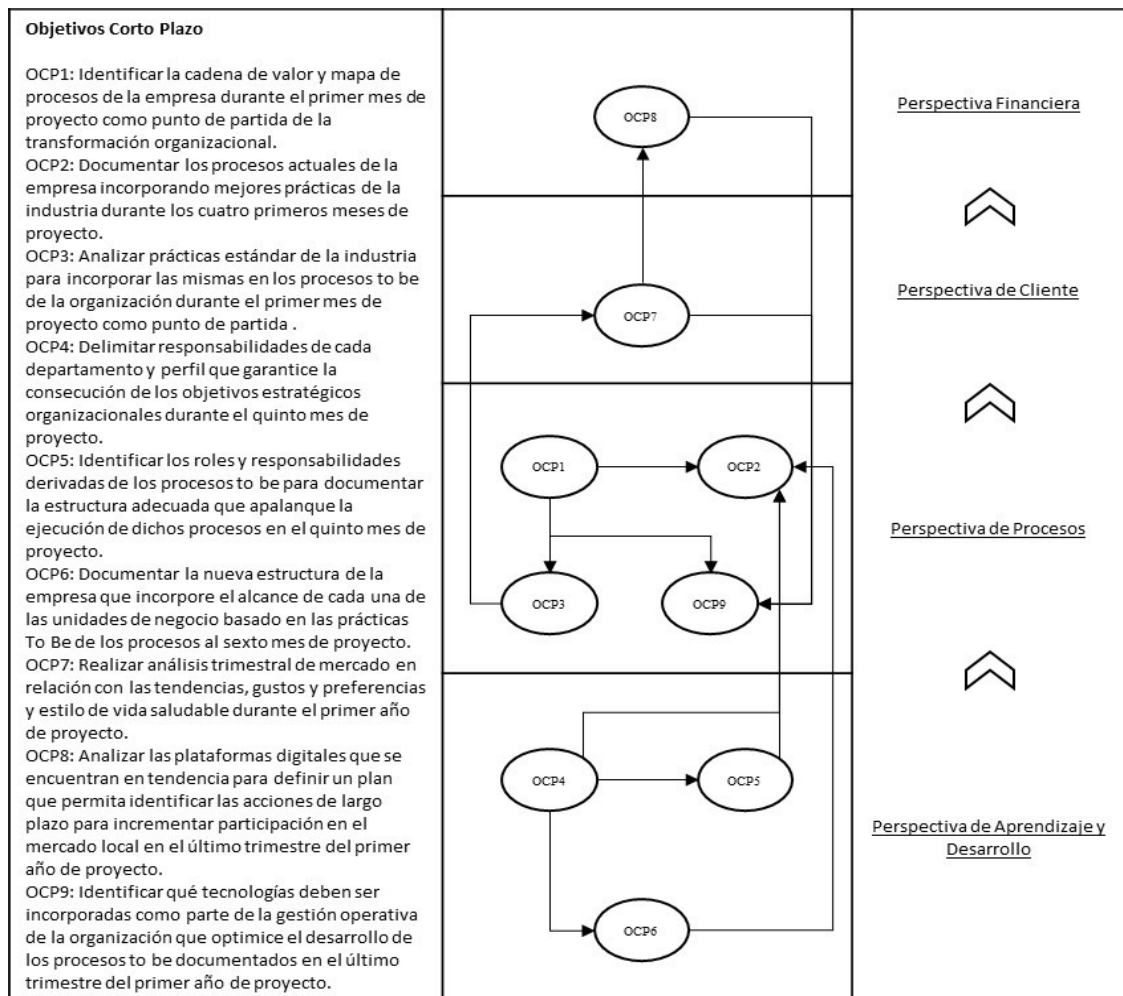 Objetivos Corto Plazo
OCP1: Identificar la cadena de valor y mapa de
procesos de la empresa durante el primer mes de
proyecto como punto de partida de la
transformación organizacional.
OCP2: Documentar los procesos actuales de la
empresa incorporando mejores prácticas de la
industria durante los cuatro primeros meses de
proyecto.
OCP3: Analizar prácticas estándar de la industria
para incorporar las mismas en los procesos to be
de la organización durante el primer mes de
proyecto como punto de partida .
OCP4: Delimitar responsabilidades de cada
departamento y perfil que garantice la
consecución de los objetivos estratégicos
organizacionales durante el quinto mes de
proyecto.
OCP5: Identificar los roles y responsabilidades
derivadas de los procesos to be para documentar
la estructura adecuada que apalanque la
ejecución de dichos procesos en el quinto mes de
proyecto.
OCP6: Documentar la nueva estructura de la
empresa que incorpore el alcance de cada una de
las unidades de negocio basado en las prácticas
To Be de los procesos al sexto mes de proyecto.
OCP7: Realizar análisis trimestral de mercado en
relación con las tendencias, gustos y preferencias
y estilo de vida saludable durante el primer año
de proyecto.
OCP8: Analizar las plataformas digitales que se
encuentran en tendencia para definir un plan
que permita identificar las acciones de largo
plazo para incrementar participación en el
mercado local en el último trimestre del primer
año de proyecto.
OCP9: Identificar qué tecnologías deben ser
incorporadas como parte de la gestión operativa
de la organización que optimice el desarrollo de
los procesos to be documentados en el último
trimestre del primer año de proyecto.
OCP8
OCP7
OCP1
OCP2
OCP3
OCP9
OCP4
OCP5
OCP6
Perspectiva Financiera
Perspectiva de Cliente
Perspectiva de Procesos
Perspectiva de Aprendizaje y
Desarrollo